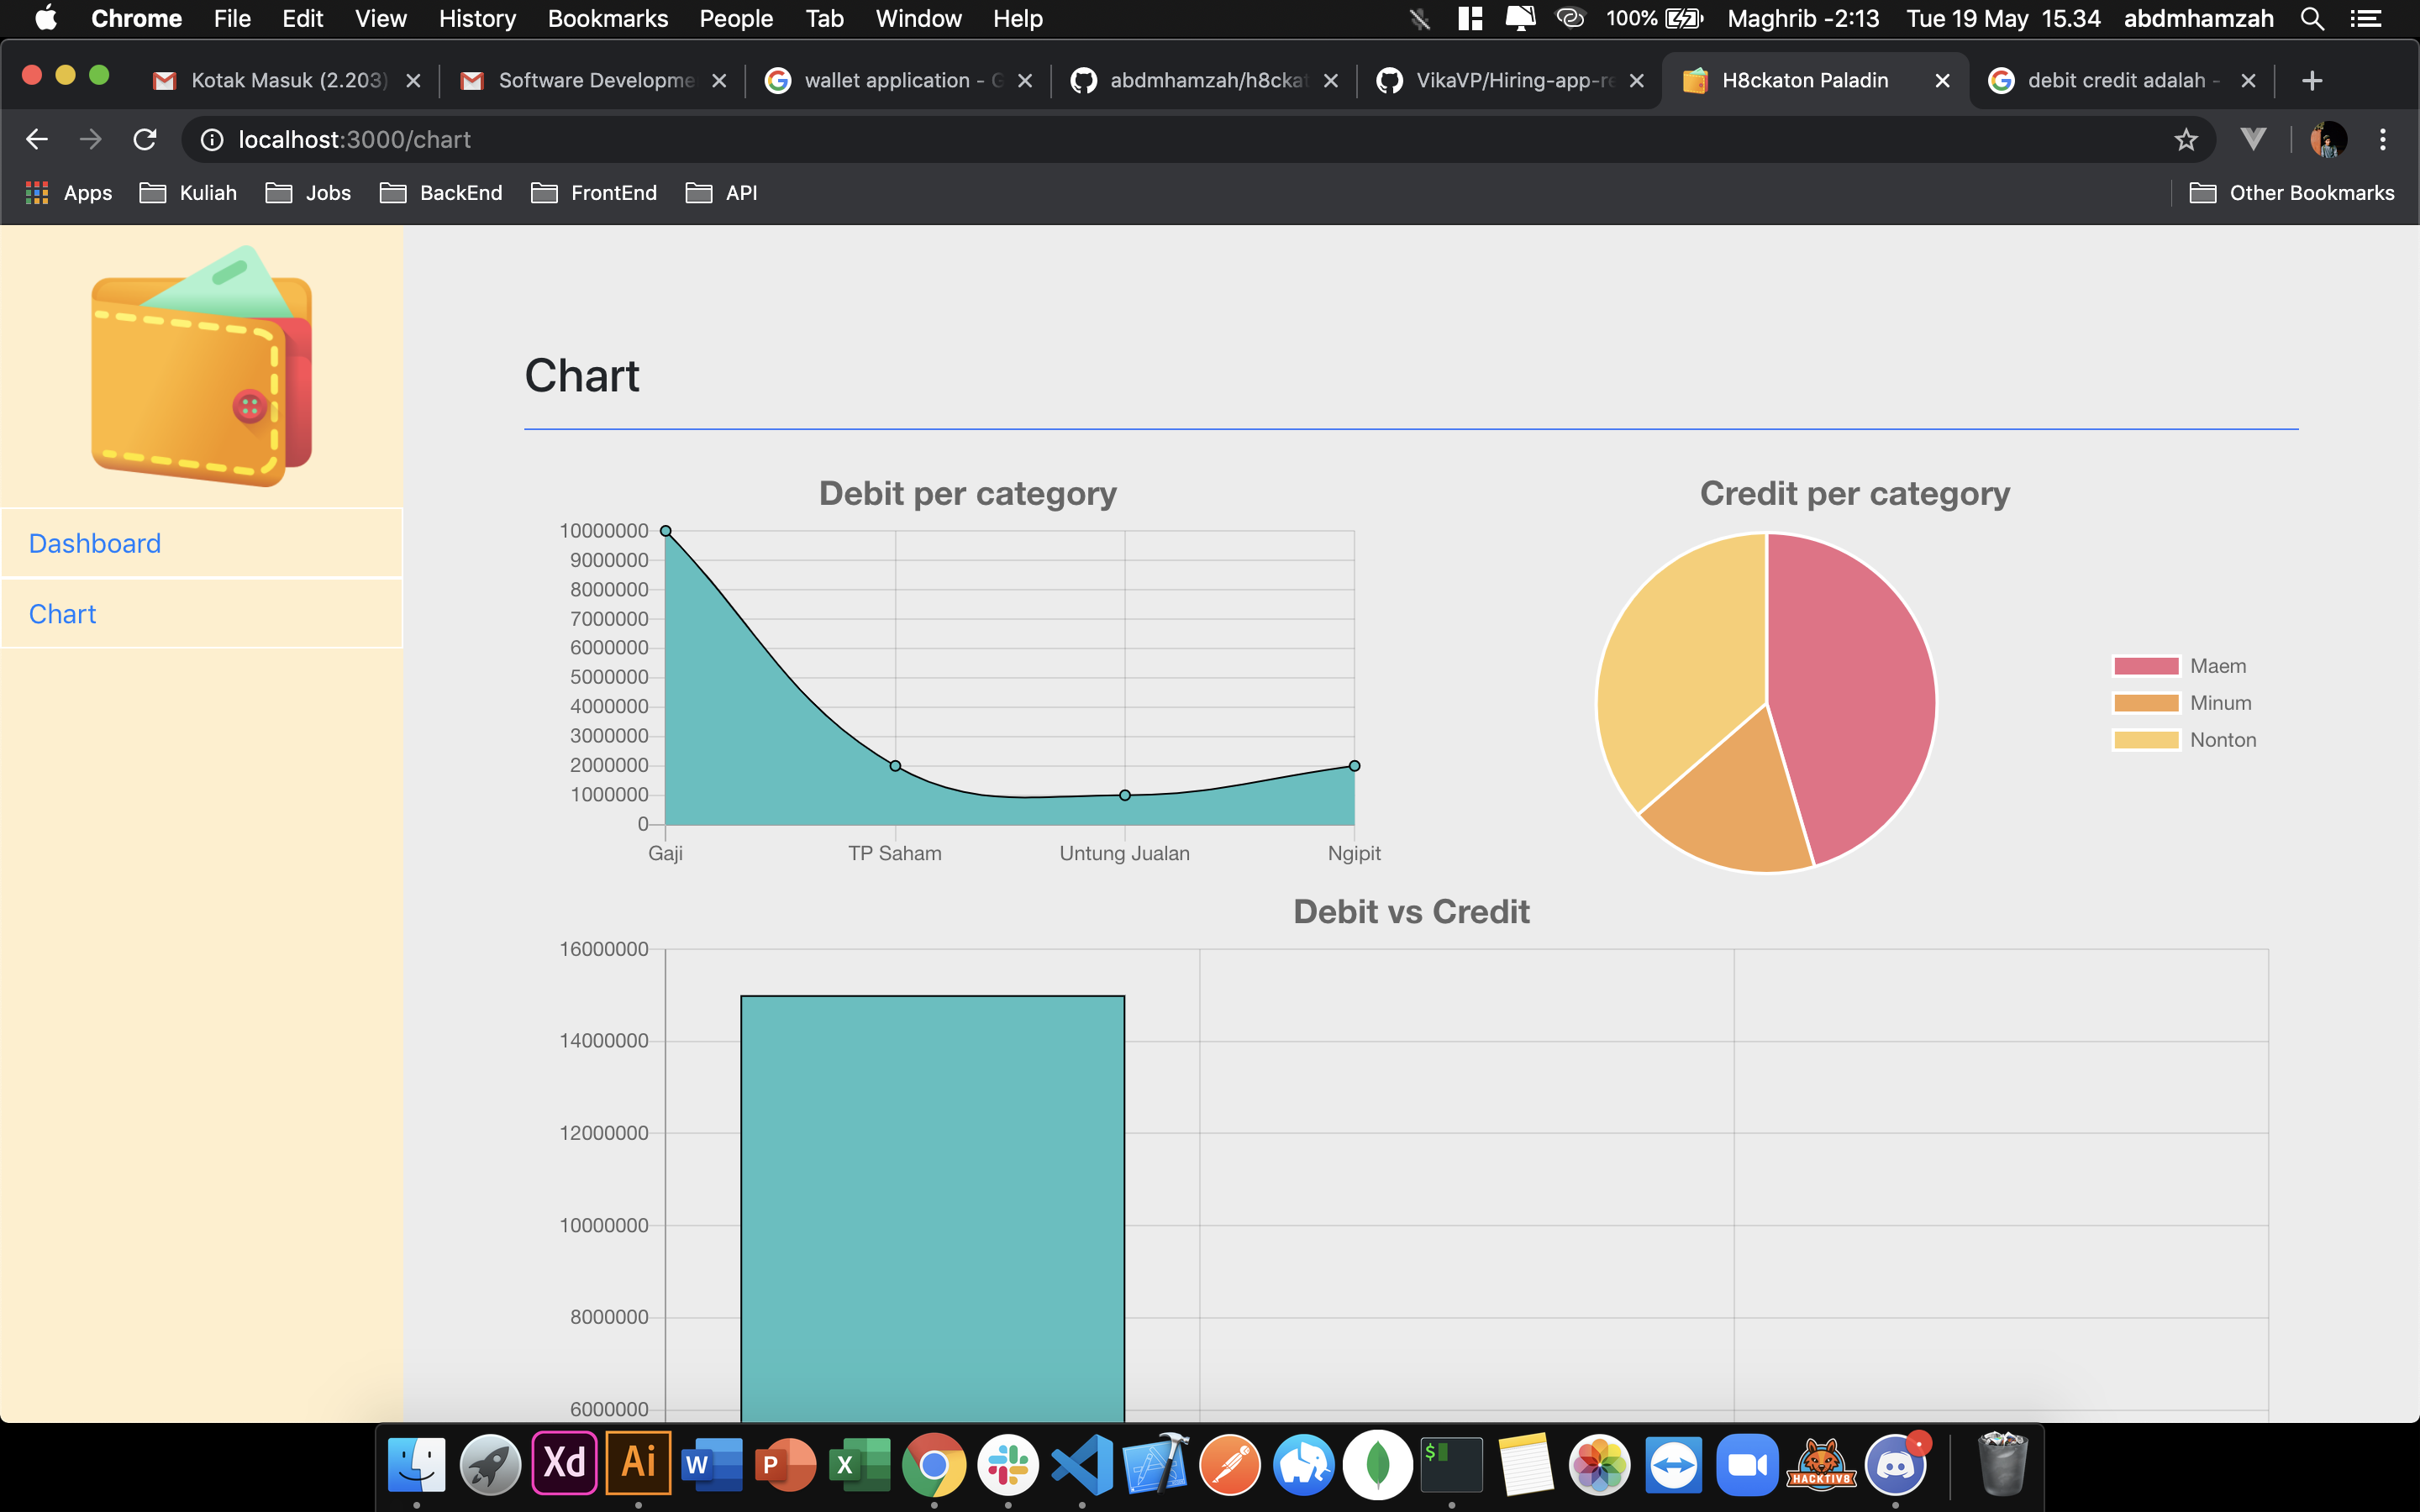 Chrome File Edit View History Bookmarks People Tab Window Help 100% Maghrib -2:13 Tue 19 May 15.34 abdmhamzah
Kotak Masuk (2.203) Software Developme wallet application - G abdmhamzah/h8ckat VikaVP/Hiring-app-re H8ckaton Paladin debit credit adalah -
localhost:3000/chart
Apps Kuliah Jobs BackEnd FrontEnd API Other Bookmarks
Dashboard
Chart
Chart
Debit per category
10000000
9000000
8000000
7000000
6000000
5000000
4000000
3000000
2000000
1000000
0
Gaji TP Saham Untung Jualan Ngipit
Credit per category
Maem
Minum
Nonton
Debit vs Credit
16000000
14000000
12000000
10000000
8000000
6000000
Xd Ai W P X $ HACKTIV8